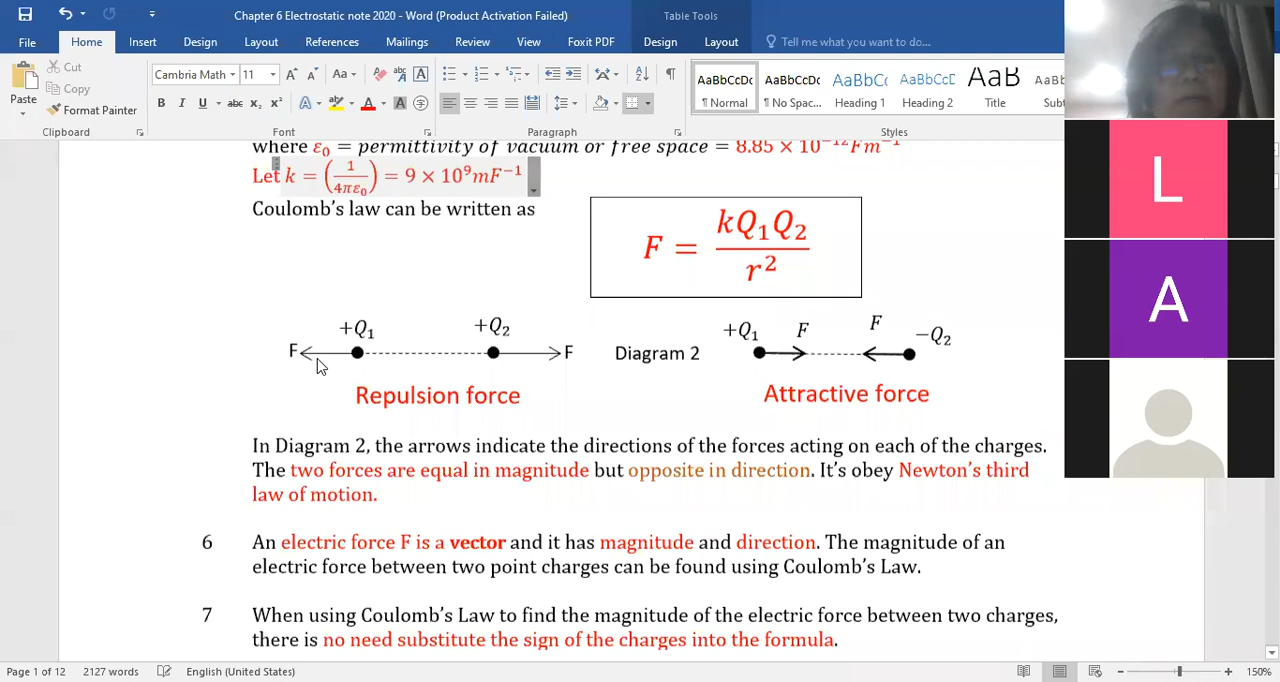 Chapter 6 Electrostatic note 2020 - Word (Product Activation Failed)
Table Tools
File Home Insert Design Layout References Mailings Review View Foxit PDF Design Layout Tell me what you want to do...
Cut
Copy
Format Painter
Paste
Cambria Math 11
Aa
AaBbCcDc AaBbCcDc AaBbCc AaBbCcD AaB AaB
¶ Normal ¶ No Spac... Heading 1 Heading 2 Title Subt
Clipboard Font Paragraph Styles
where ε₀ = permittivity of vacuum or free space = 8.85 × 10⁻¹²Fm⁻¹
Let k = (1/4πε₀) = 9 × 10⁹mF⁻¹
Coulomb's law can be written as
F = kQ₁Q₂/r²
+Q₁ +Q₂ +Q₁ F F −Q₂
F F Diagram 2
Repulsion force Attractive force
In Diagram 2, the arrows indicate the directions of the forces acting on each of the charges.
The two forces are equal in magnitude but opposite in direction. It's obey Newton's third
law of motion.
6 An electric force F is a vector and it has magnitude and direction. The magnitude of an
electric force between two point charges can be found using Coulomb's Law.
7 When using Coulomb's Law to find the magnitude of the electric force between two charges,
there is no need substitute the sign of the charges into the formula.
L
A
Page 1 of 12 2127 words English (United States) 150%